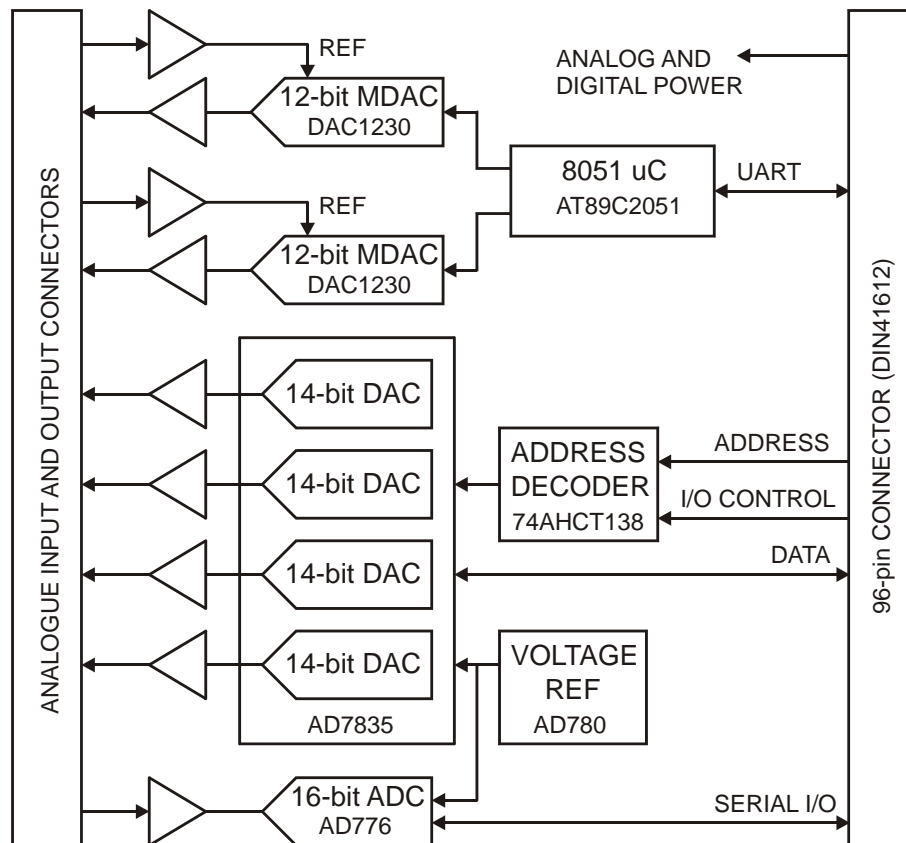 ANALOGUE INPUT AND OUTPUT CONNECTORS
REF
12-bit MDAC
DAC1230
REF
12-bit MDAC
DAC1230
8051 uC
AT89C2051
ANALOG AND
DIGITAL POWER
UART
14-bit DAC
14-bit DAC
14-bit DAC
14-bit DAC
AD7835
ADDRESS
DECODER
74AHCT138
ADDRESS
I/O CONTROL
DATA
VOLTAGE
REF
AD780
16-bit ADC
AD776
SERIAL I/O
96-pin CONNECTOR (DIN41612)